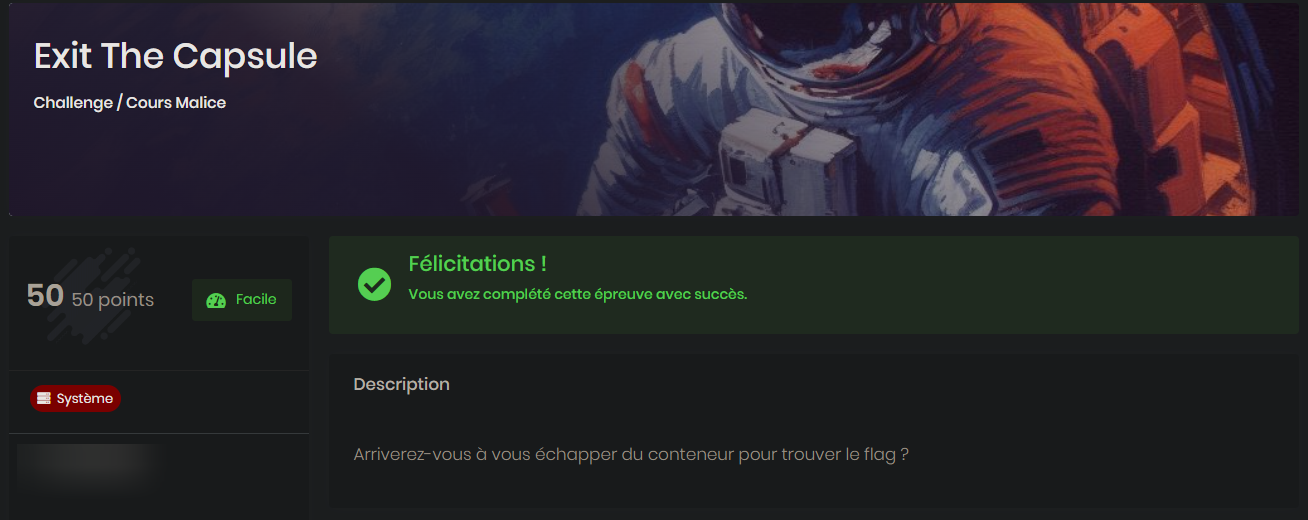 Exit The Capsule
Challenge / Cours Malice
50 50 points
Facile
Système
Félicitations !
Vous avez complété cette épreuve avec succès.
Description
Arriverez-vous à vous échapper du conteneur pour trouver le flag ?